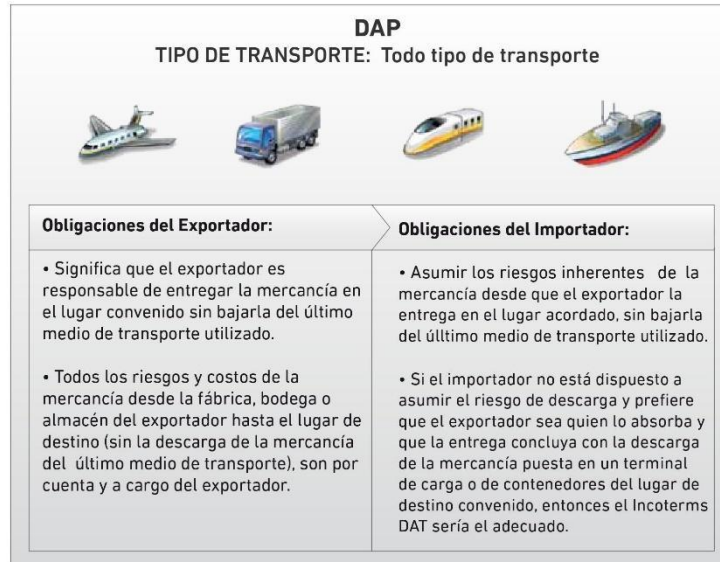 DAP
TIPO DE TRANSPORTE: Todo tipo de transporte
Obligaciones del Exportador:
• Significa que el exportador es
responsable de entregar la mercancía en
el lugar convenido sin bajarla del último
medio de transporte utilizado.
• Todos los riesgos y costos de la
mercancía desde la fábrica, bodega o
almacén del exportador hasta el lugar de
destino (sin la descarga de la mercancía
del último medio de transporte), son por
cuenta y a cargo del exportador.
Obligaciones del Importador:
• Asumir los riesgos inherentes de la
mercancía desde que el exportador la
entrega en el lugar acordado, sin bajarla
del úlltimo medio de transporte utilizado.
• Si el importador no está dispuesto a
asumir el riesgo de descarga y prefiere
que el exportador sea quien lo absorba y
que la entrega concluya con la descarga
de la mercancía puesta en un terminal
de carga o de contenedores del lugar de
destino convenido, entonces el Incoterms
DAT sería el adecuado.